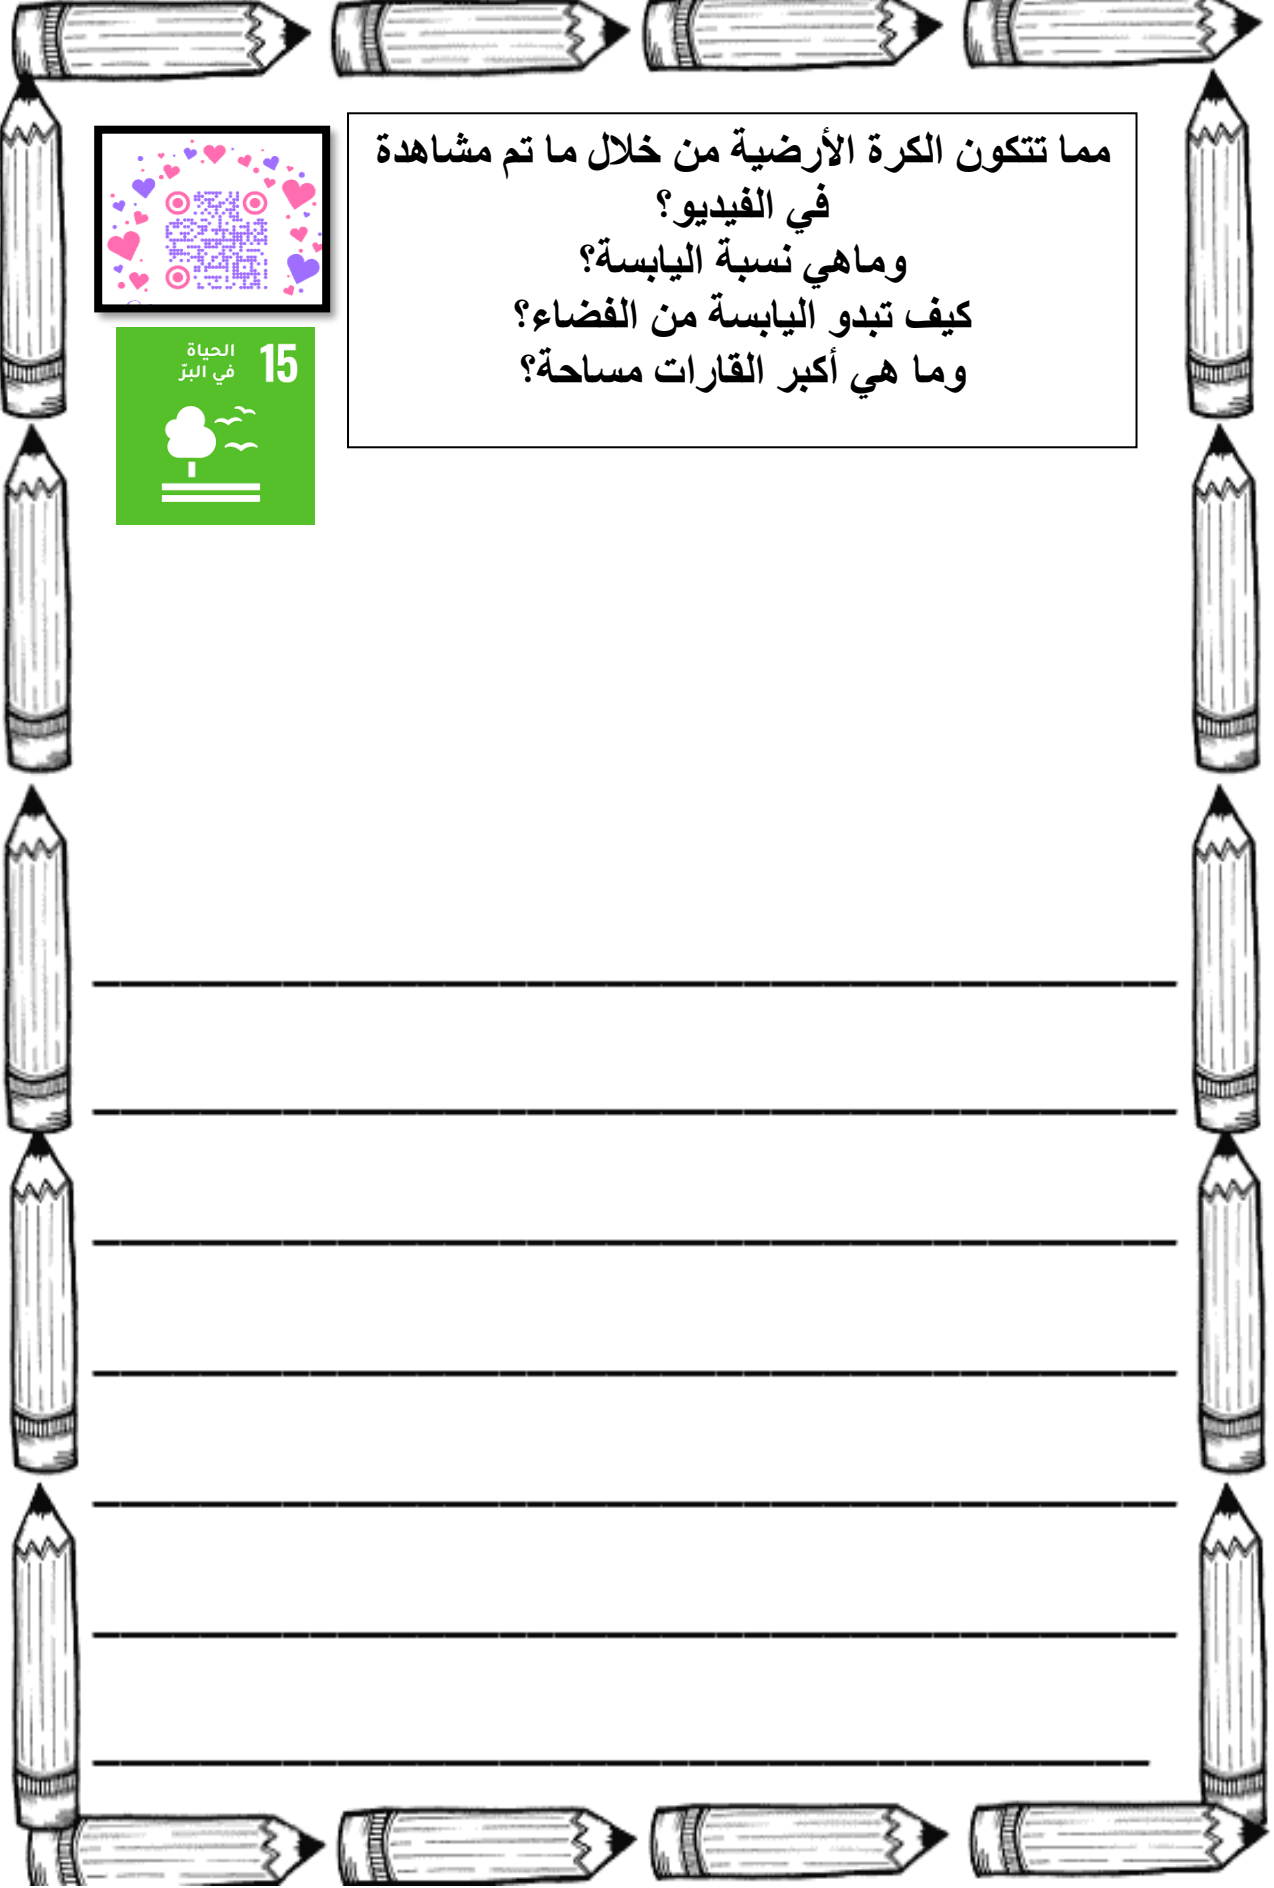 مما تتكون الكرة الأرضية من خلال ما تم مشاهدة
في الفيديو؟
وماهي نسبة اليابسة؟
كيف تبدو اليابسة من الفضاء؟
وما هي أكبر القارات مساحة؟
15 الحياة
في البرّ